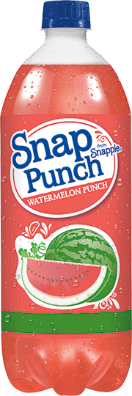 Snap
from Snapple
Punch
WATERMELON PUNCH